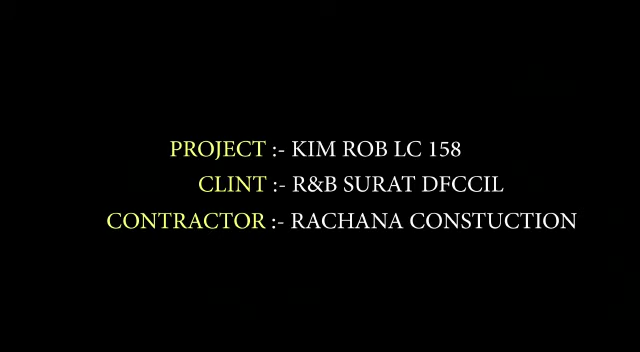 PROJECT :- KIM ROB LC 158
CLINT :- R&B SURAT DFCCIL
CONTRACTOR :- RACHANA CONSTUCTION